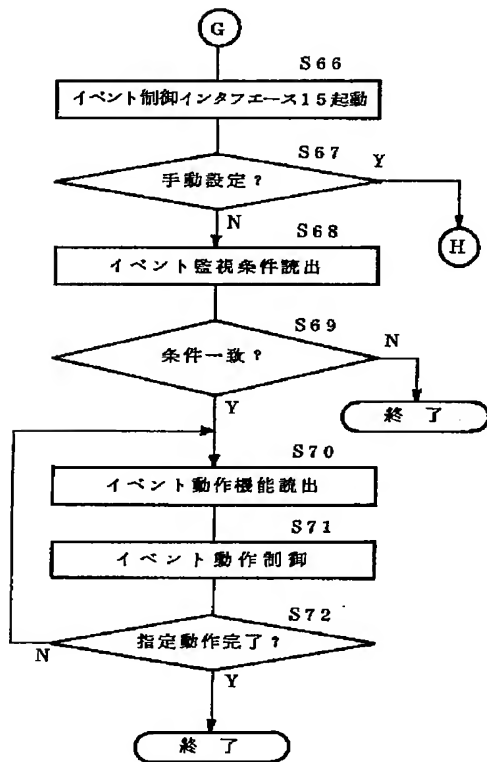 G
S66
イベント制御インタフエース15起動
S67
手動設定?
Y
N
H
S68
イベント監視条件読出
S69
条件一致?
N
Y
終了
S70
イベント動作機能読出
S71
イベント動作制御
S72
指定動作完了?
N
Y
終了